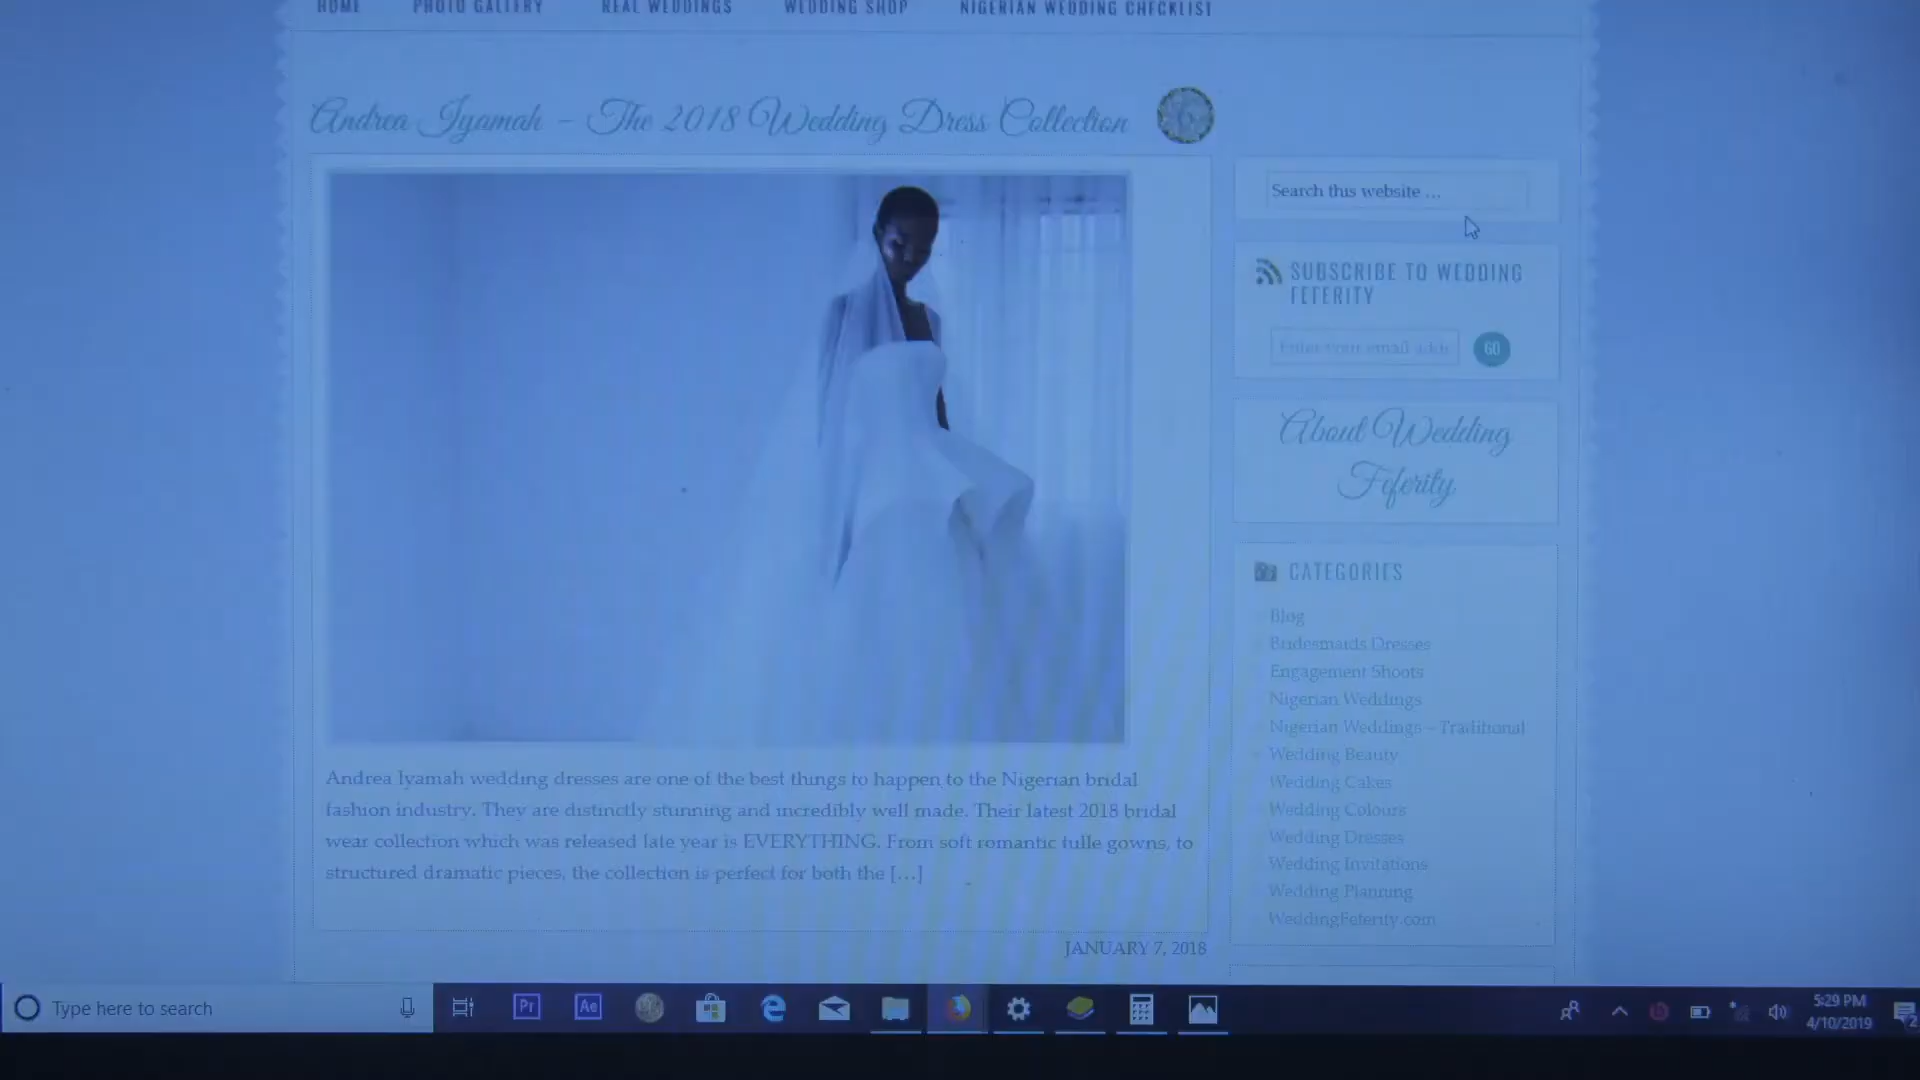 HOME PHOTO GALLERY REAL WEDDINGS WEDDING SHOP NIGERIAN WEDDING CHECKLIST
Andrea Iyamah – The 2018 Wedding Dress Collection
6
Andrea Iyamah wedding dresses are one of the best things to happen to the Nigerian bridal
fashion industry. They are distinctly stunning and incredibly well made. Their latest 2018 bridal
wear collection which was released late year is EVERYTHING. From soft romantic tulle gowns, to
structured dramatic pieces, the collection is perfect for both the [...]
JANUARY 7, 2018
Search this website ...
SUBSCRIBE TO WEDDING
FEFERITY
Enter your email addr
GO
About Wedding
Feferity
CATEGORIES
Blog
Bridesmaids Dresses
Engagement Shoots
Nigerian Weddings
Nigerian Weddings – Traditional
Wedding Beauty
Wedding Cakes
Wedding Colours
Wedding Dresses
Wedding Invitations
Wedding Planning
WeddingFeferity.com
Type here to search
Pr
Ae
5:29 PM
4/10/2019
2